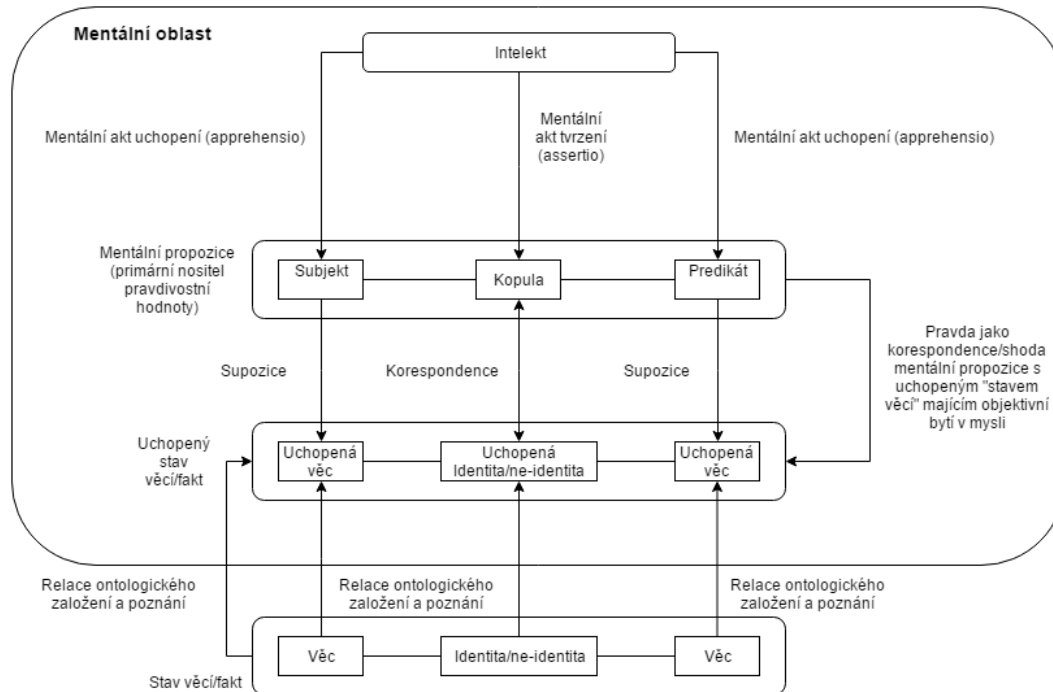 Mentální oblast
Intelekt
Mentální akt uchopení (apprehensio)
Mentální
akt tvrzení
(assertio)
Mentální akt uchopení (apprehensio)
Mentální propozice
(primární nositel
pravdivostní
hodnoty)
Subjekt
Kopula
Predikát
Supozice
Korespondence
Supozice
Pravda jako
korespondence/shoda
mentální propozice s
uchopeným "stavem
věcí" majícím objektivní
bytí v mysli
Uchopený
stav
věcí/fakt
Uchopená
věc
Uchopená
Identita/ne-identita
Uchopená
věc
Relace ontologického
založení a poznání
Relace ontologického
založení a poznání
Relace ontologického
založení a poznání
Věc
Identita/ne-identita
Věc
Stav věcí/fakt